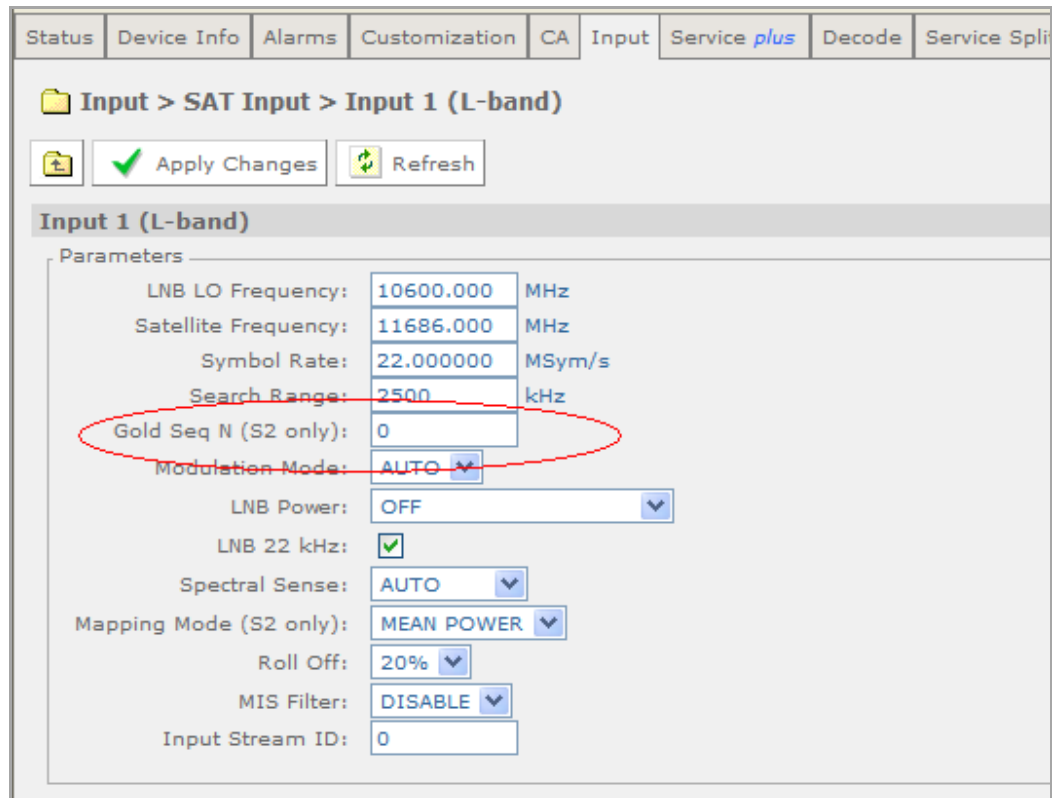 Status Device Info Alarms Customization CA Input Service plus Decode Service Spli
Input > SAT Input > Input 1 (L-band)
Apply Changes Refresh
Input 1 (L-band)
Parameters
LNB LO Frequency: 10600.000 MHz
Satellite Frequency: 11686.000 MHz
Symbol Rate: 22.000000 MSym/s
Search Range: 2500 kHz
Gold Seq N (S2 only): 0
Modulation Mode: AUTO
LNB Power: OFF
LNB 22 kHz:
Spectral Sense: AUTO
Mapping Mode (S2 only): MEAN POWER
Roll Off: 20%
MIS Filter: DISABLE
Input Stream ID: 0